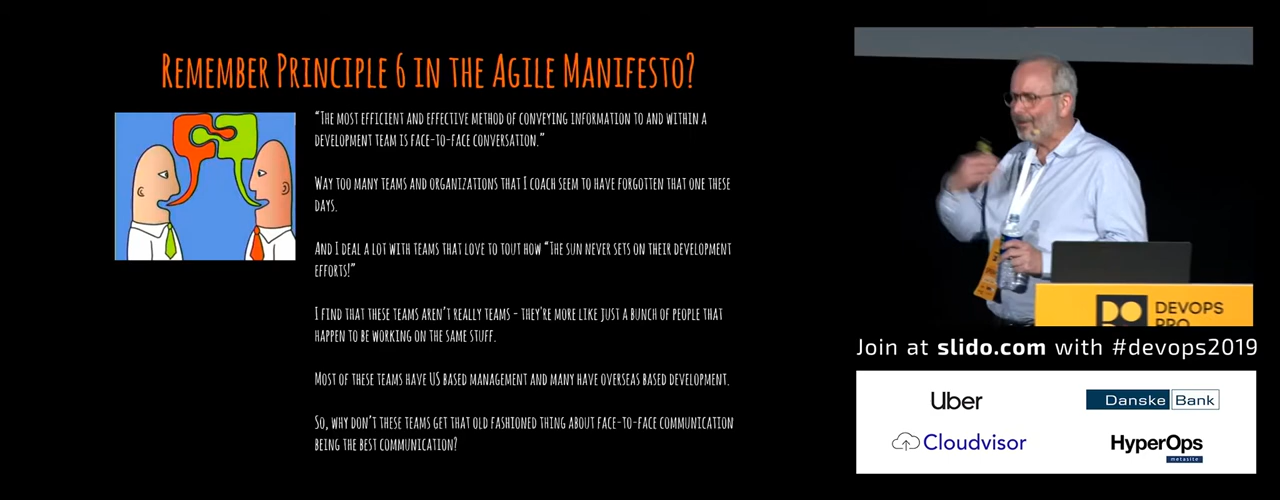 Remember Principle 6 in the Agile Manifesto?
“The most efficient and effective method of conveying information to and within a
development team is face-to-face conversation.”
Way too many teams and organizations that I coach seem to have forgotten that one these
days.
And I deal a lot with teams that love to tout how “The sun never sets on their development
efforts!”
I find that these teams aren’t really teams – they're more like just a bunch of people that
happen to be working on the same stuff.
Most of these teams have US based management and many have overseas based development.
So, why don’t these teams get that old fashioned thing about face-to-face communication
being the best communication?
DEVOPS
PRO
Join at slido.com with #devops2019
Uber
Danske Bank
Cloudvisor
HyperOps
metasite